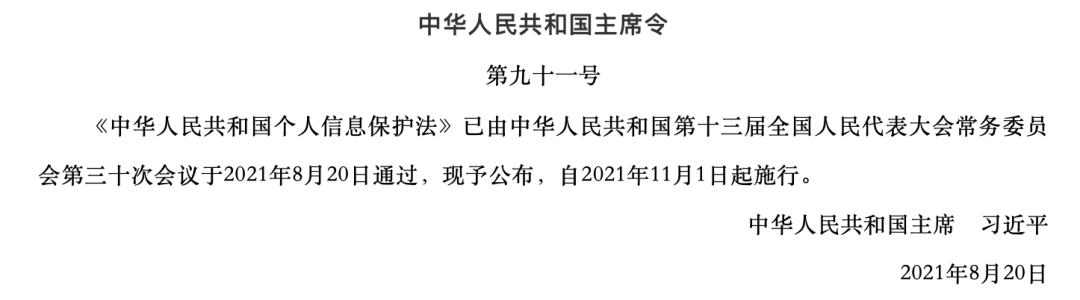 中华人民共和国主席令
第九十一号
《中华人民共和国个人信息保护法》已由中华人民共和国第十三届全国人民代表大会常务委员
会第三十次会议于2021年8月20日通过，现予公布，自2021年11月1日起施行。
中华人民共和国主席　习近平
2021年8月20日